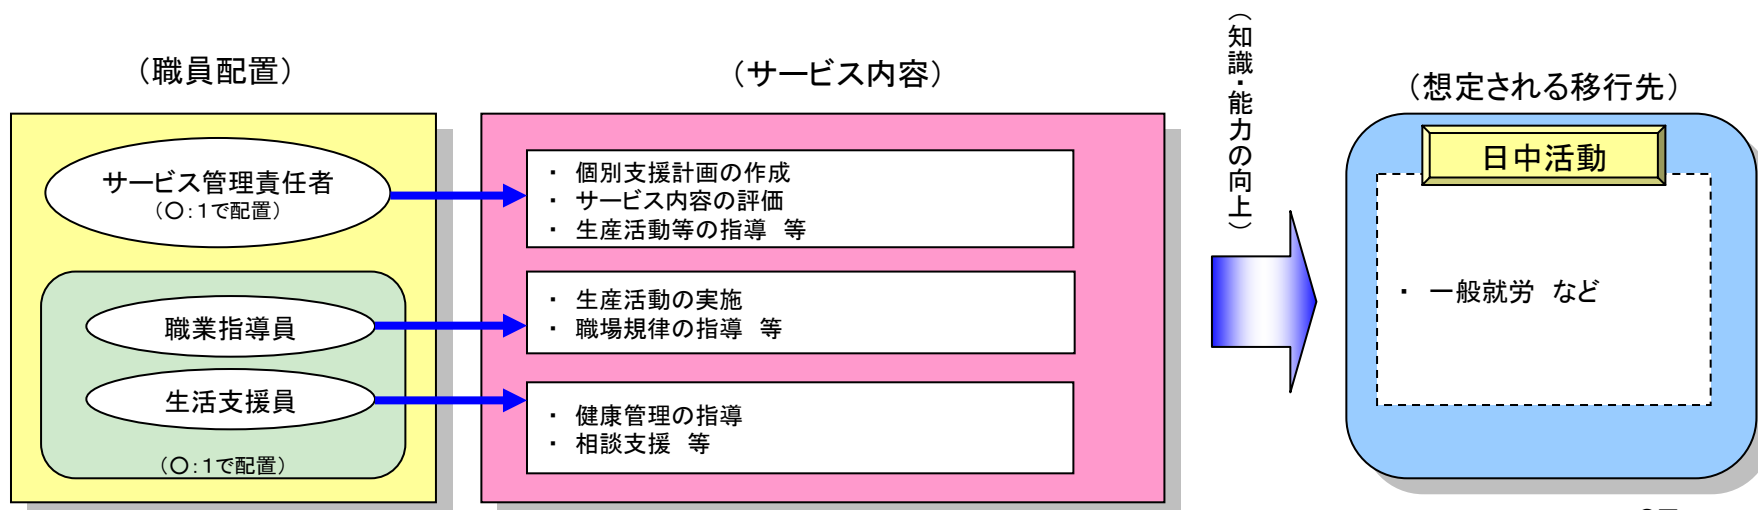 （職員配置）
サービス管理責任者
（〇：１で配置）
職業指導員
生活支援員
（〇：１で配置）
（サービス内容）
・ 個別支援計画の作成
・ サービス内容の評価
・ 生産活動等の指導　等
・ 生産活動の実施
・ 職場規律の指導　等
・ 健康管理の指導
・ 相談支援　等
（知識・能力の向上）
（想定される移行先）
日中活動
・ 一般就労　など